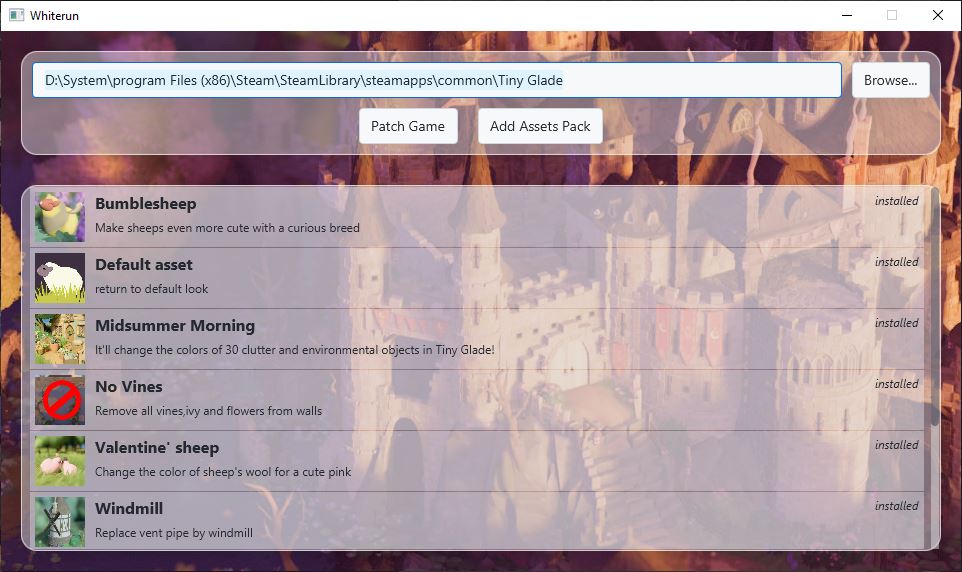 Whiterun
D:\System\program Files (x86)\Steam\SteamLibrary\steamapps\common\Tiny Glade
Browse...
Patch Game
Add Assets Pack
Bumblesheep
installed
Make sheeps even more cute with a curious breed
Default asset
installed
return to default look
Midsummer Morning
installed
It'll change the colors of 30 clutter and environmental objects in Tiny Glade!
No Vines
installed
Remove all vines,ivy and flowers from walls
Valentine' sheep
installed
Change the color of sheep's wool for a cute pink
Windmill
installed
Replace vent pipe by windmill